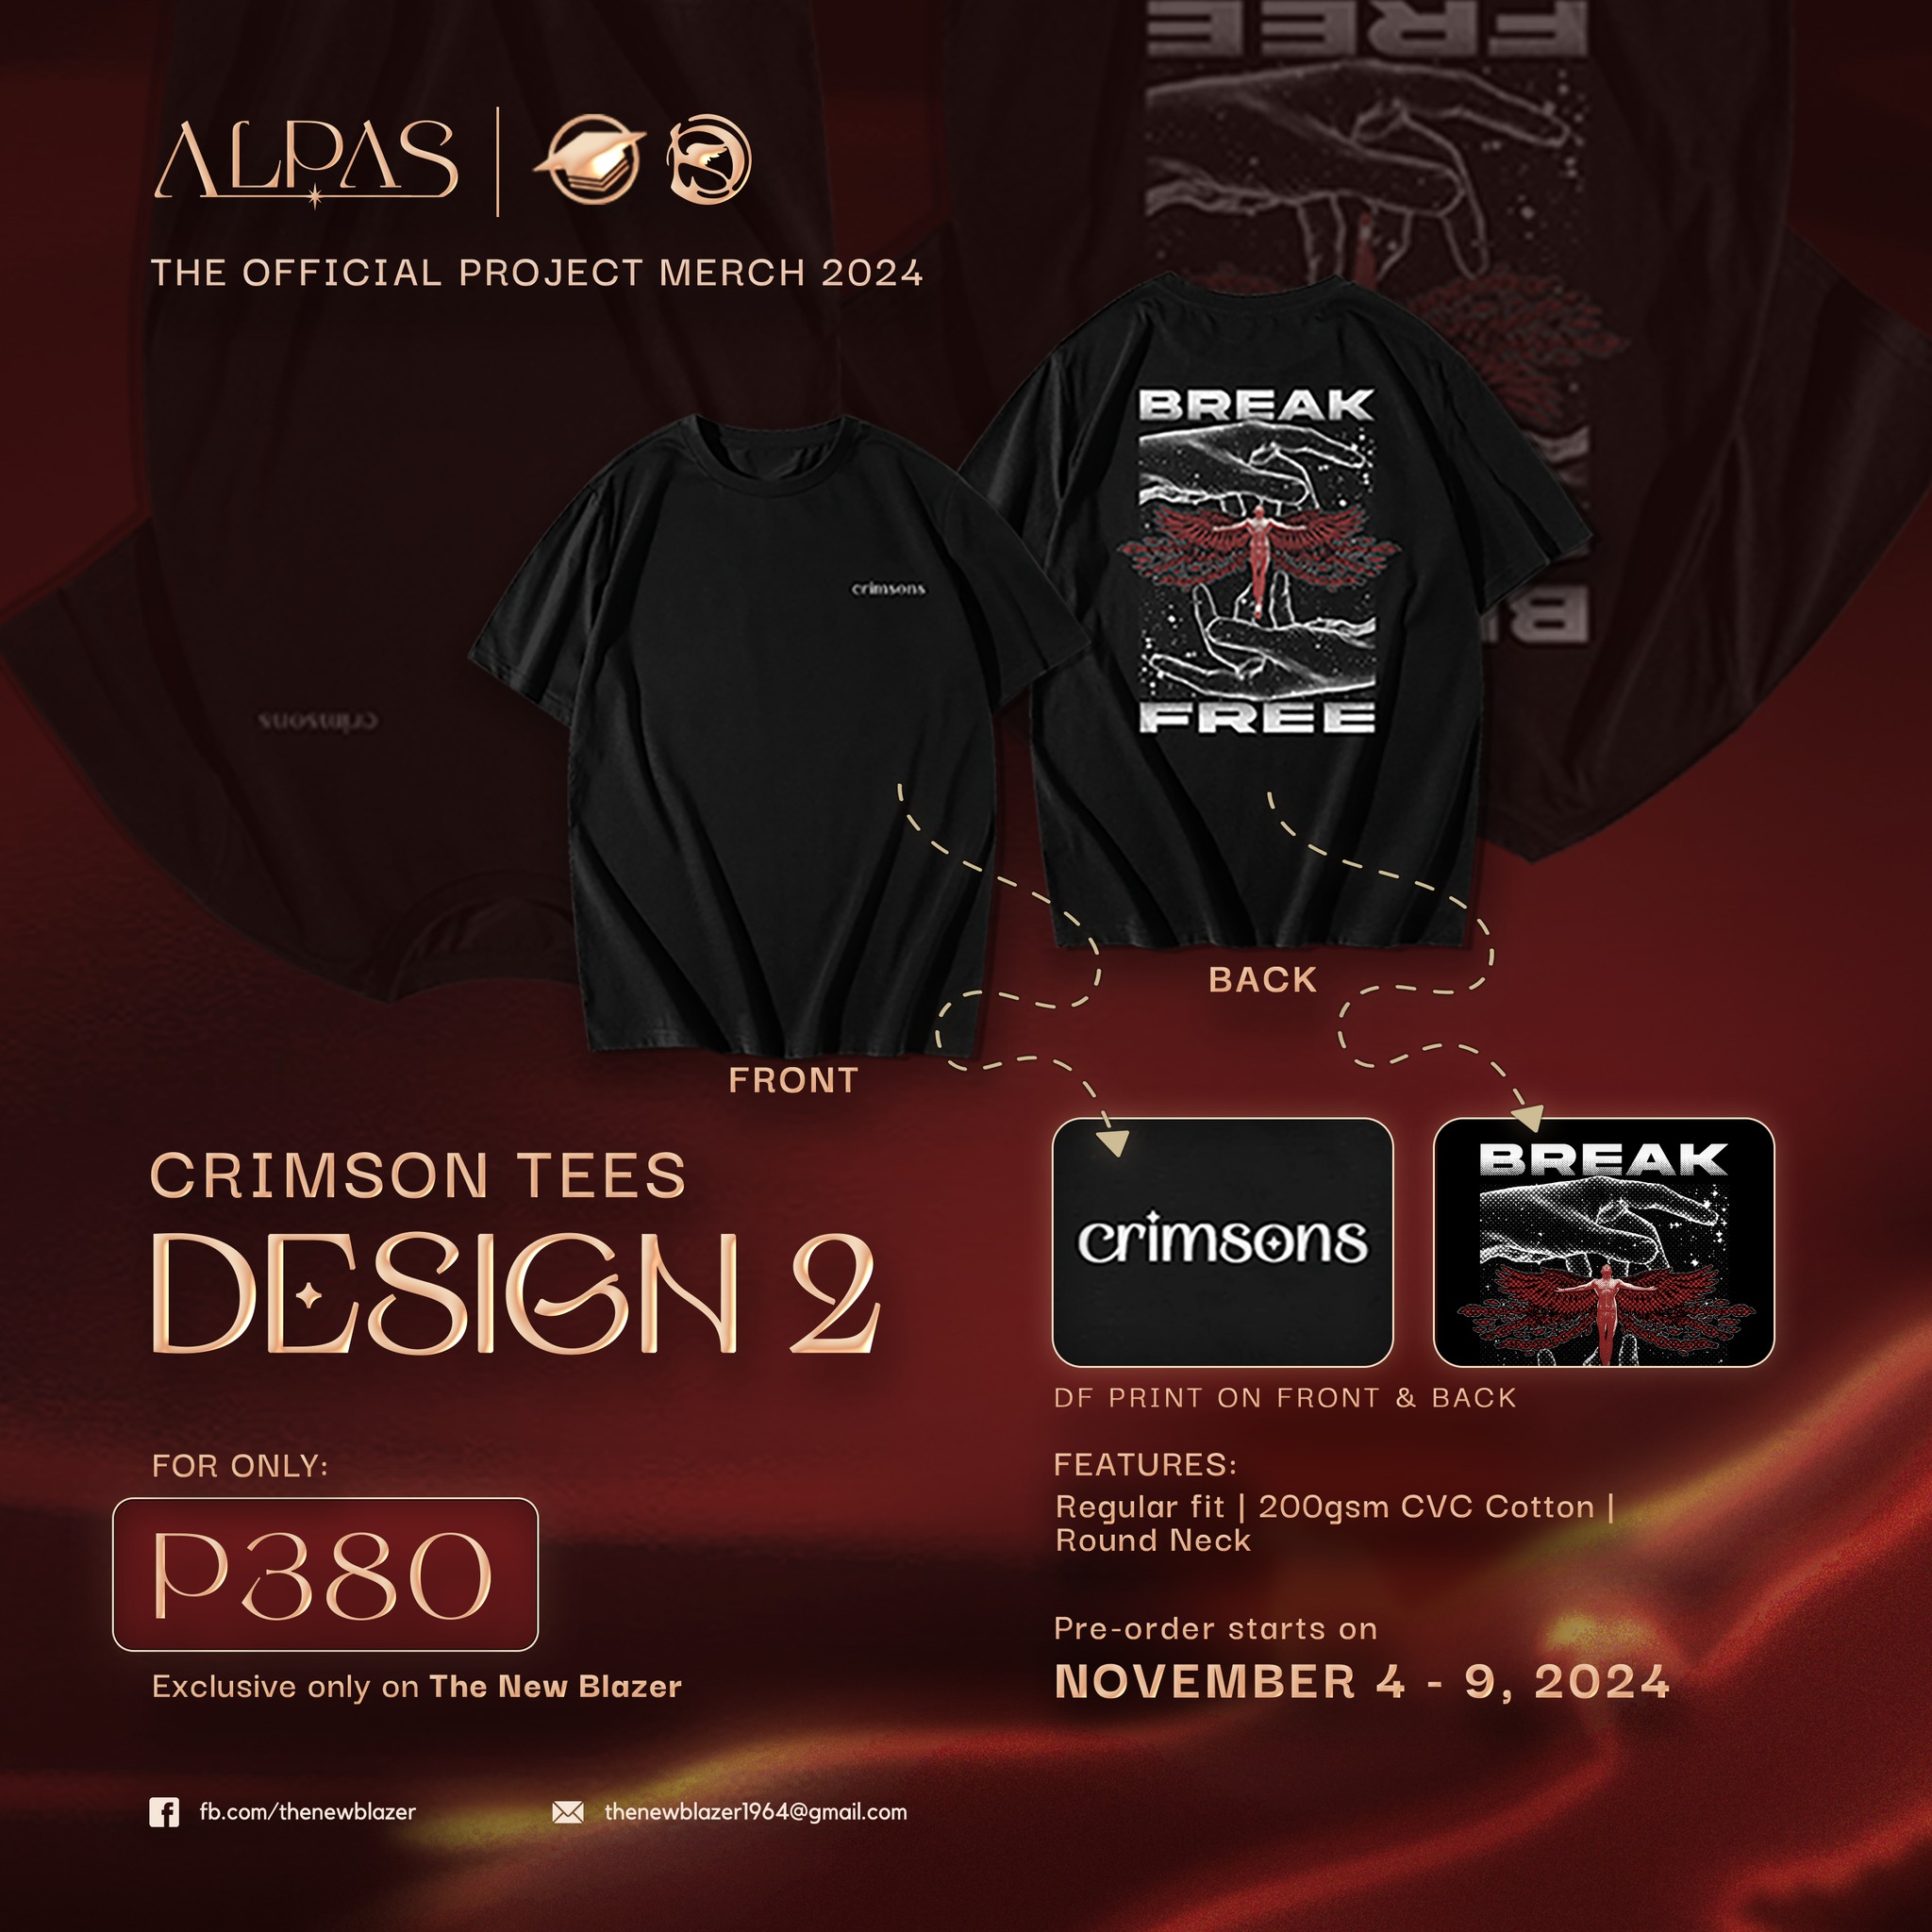 ALPAS
THE OFFICIAL PROJECT MERCH 2024
FREE
BREAK
crimsons
FREE
crimsons
BACK
FRONT
CRIMSON TEES
DESIGN 2
crimsons
BREAK
DF PRINT ON FRONT & BACK
FOR ONLY:
P380
Exclusive only on The New Blazer
FEATURES:
Regular fit | 200gsm CVC Cotton |
Round Neck
Pre-order starts on
NOVEMBER 4 - 9, 2024
fb.com/thenewblazer
thenewblazer1964@gmail.com